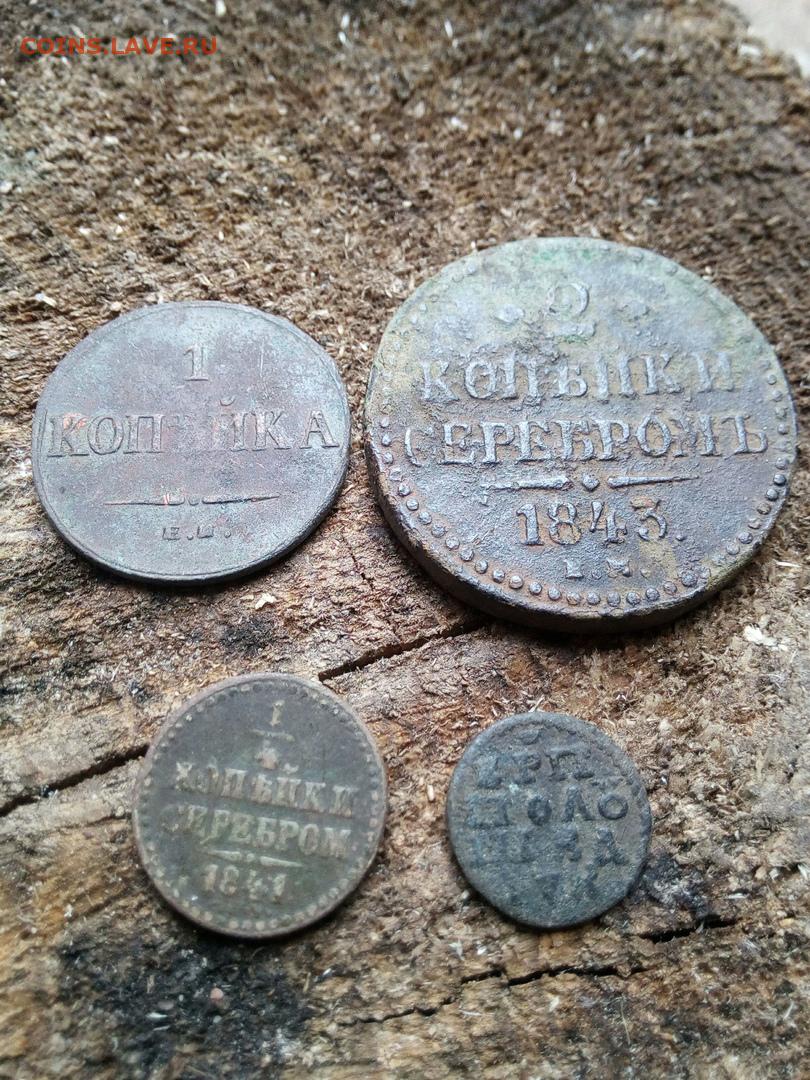 COINS.LAVE.RU
1
КОПѢЙКА
Е.М.
2
КОПѢЙКИ
СЕРЕБРОМЪ
1843.
Е.М.
1/4
КОПѢЙКИ
СЕРЕБРОМ
1841
ПОЛО